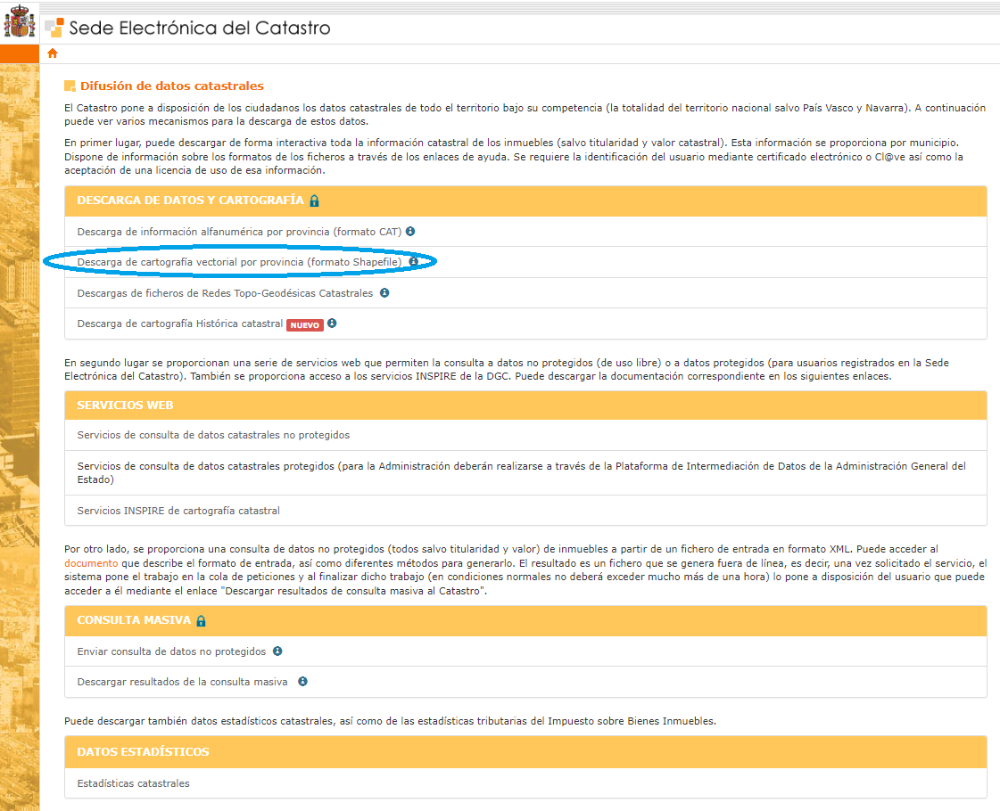 Sede Electrónica del Catastro
Difusión de datos catastrales
El Catastro pone a disposición de los ciudadanos los datos catastrales de todo el territorio bajo su competencia (la totalidad del territorio nacional salvo País Vasco y Navarra). A continuación
puede ver varios mecanismos para la descarga de estos datos.
En primer lugar, puede descargar de forma interactiva toda la información catastral de los inmuebles (salvo titularidad y valor catastral). Esta información se proporciona por municipio.
Dispone de información sobre los formatos de los ficheros a través de los enlaces de ayuda. Se requiere la identificación del usuario mediante certificado electrónico o Cl@ve así como la
aceptación de una licencia de uso de esa información.
DESCARGA DE DATOS Y CARTOGRAFÍA
Descarga de información alfanumérica por provincia (formato CAT)
Descarga de cartografía vectorial por provincia (formato Shapefile)
Descargas de ficheros de Redes Topo-Geodésicas Catastrales
Descarga de cartografía Histórica catastral NUEVO
En segundo lugar se proporcionan una serie de servicios web que permiten la consulta a datos no protegidos (de uso libre) o a datos protegidos (para usuarios registrados en la Sede
Electrónica del Catastro). También se proporciona acceso a los servicios INSPIRE de la DGC. Puede descargar la documentación correspondiente en los siguientes enlaces.
SERVICIOS WEB
Servicios de consulta de datos catastrales no protegidos
Servicios de consulta de datos catastrales protegidos (para la Administración deberán realizarse a través de la Plataforma de Intermediación de Datos de la Administración General del
Estado)
Servicios INSPIRE de cartografía catastral
Por otro lado, se proporciona una consulta de datos no protegidos (todos salvo titularidad y valor) de inmuebles a partir de un fichero de entrada en formato XML. Puede acceder al
documento que describe el formato de entrada, así como diferentes métodos para generarlo. El resultado es un fichero que se genera fuera de línea, es decir, una vez solicitado el servicio, el
sistema pone el trabajo en la cola de peticiones y al finalizar dicho trabajo (en condiciones normales no deberá exceder mucho más de una hora) lo pone a disposición del usuario que puede
acceder a él mediante el enlace "Descargar resultados de consulta masiva al Catastro".
CONSULTA MASIVA
Enviar consulta de datos no protegidos
Descargar resultados de la consulta masiva
Puede descargar también datos estadísticos catastrales, así como de las estadísticas tributarias del Impuesto sobre Bienes Inmuebles.
DATOS ESTADÍSTICOS
Estadísticas catastrales